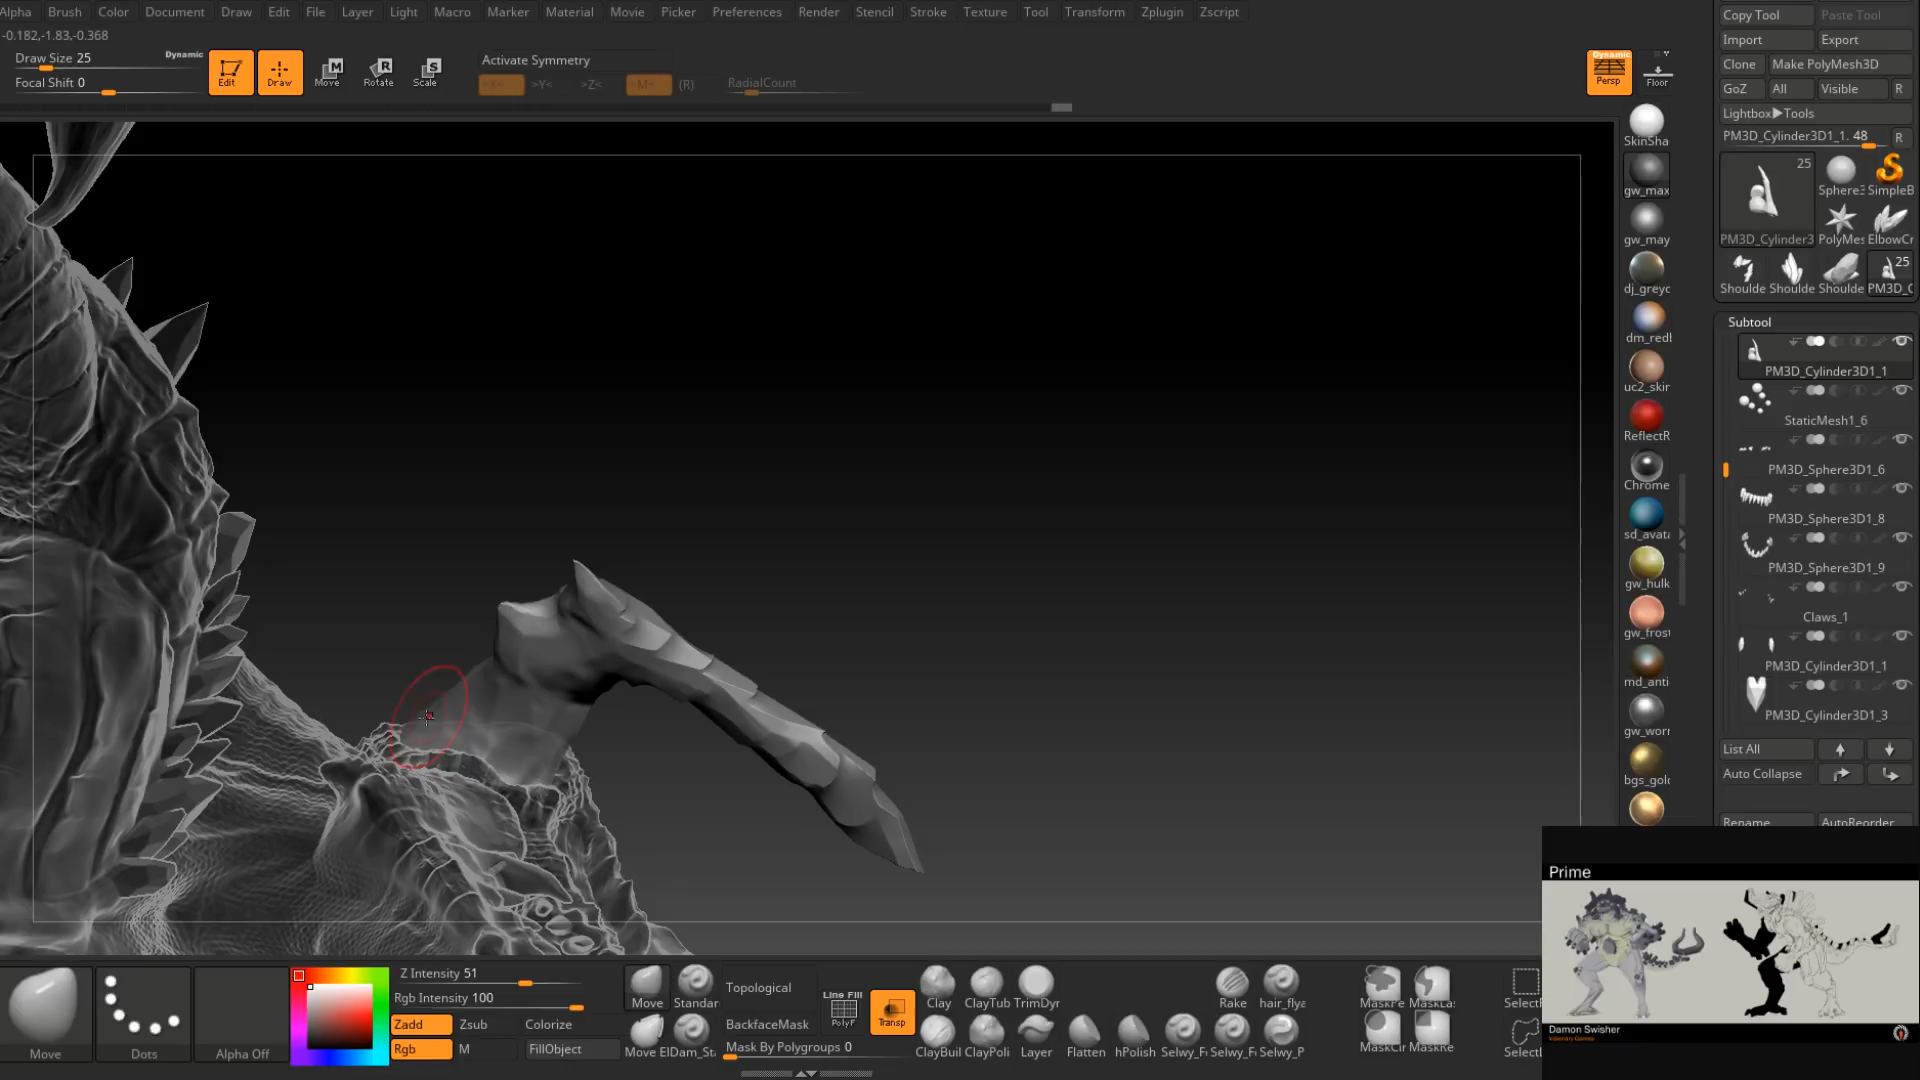 Alpha Brush Color Document Draw Edit File Layer Light Macro Marker Material Movie Picker Preferences Render Stencil Stroke Texture Tool Transform Zplugin Zscript
-0.182,-1.83,-0.368
Draw Size 25
Dynamic
Focal Shift 0
Edit
Draw
M
Move
R
Rotate
S
Scale
Activate Symmetry
>X< >Y< >Z< >M< (R) RadialCount
Dynamic
Persp
Floor
Copy Tool Paste Tool
Import Export
Clone Make PolyMesh3D
GoZ All Visible R
Lightbox▶Tools
PM3D_Cylinder3D1_1. 48 R
25
PM3D_Cylinder3
Sphere3 SimpleB
PolyMes ElbowCr
25
Shoulde Shoulde Shoulde PM3D_C
SkinSha
gw_max
gw_may
dj_greyc
dm_redl
uc2_skir
ReflectR
Chrome
sd_avata
gw_hulk
gw_frost
md_anti
gw_worr
bgs_gold
Subtool
PM3D_Cylinder3D1_1
StaticMesh1_6
PM3D_Sphere3D1_6
PM3D_Sphere3D1_8
PM3D_Sphere3D1_9
Claws_1
PM3D_Cylinder3D1_1
PM3D_Cylinder3D1_3
List All
Auto Collapse
Rename AutoReorder
Prime
Damon Swisher
Move
Dots
Alpha Off
Z Intensity 51
Rgb Intensity 100
Zadd Zsub Colorize
Rgb M FillObject
Move Standar
Move ElDam_Sta
Topological
BackfaceMask
Mask By Polygroups 0
Line Fill
PolyF
Transp
Clay ClayTub TrimDyr
ClayBuil ClayPoli Layer Flatten hPolish Selwy_F Selwy_F Selwy_P
Rake hair_flya
MaskPe MaskLas
MaskCir MaskRe
SelectR
SelectL